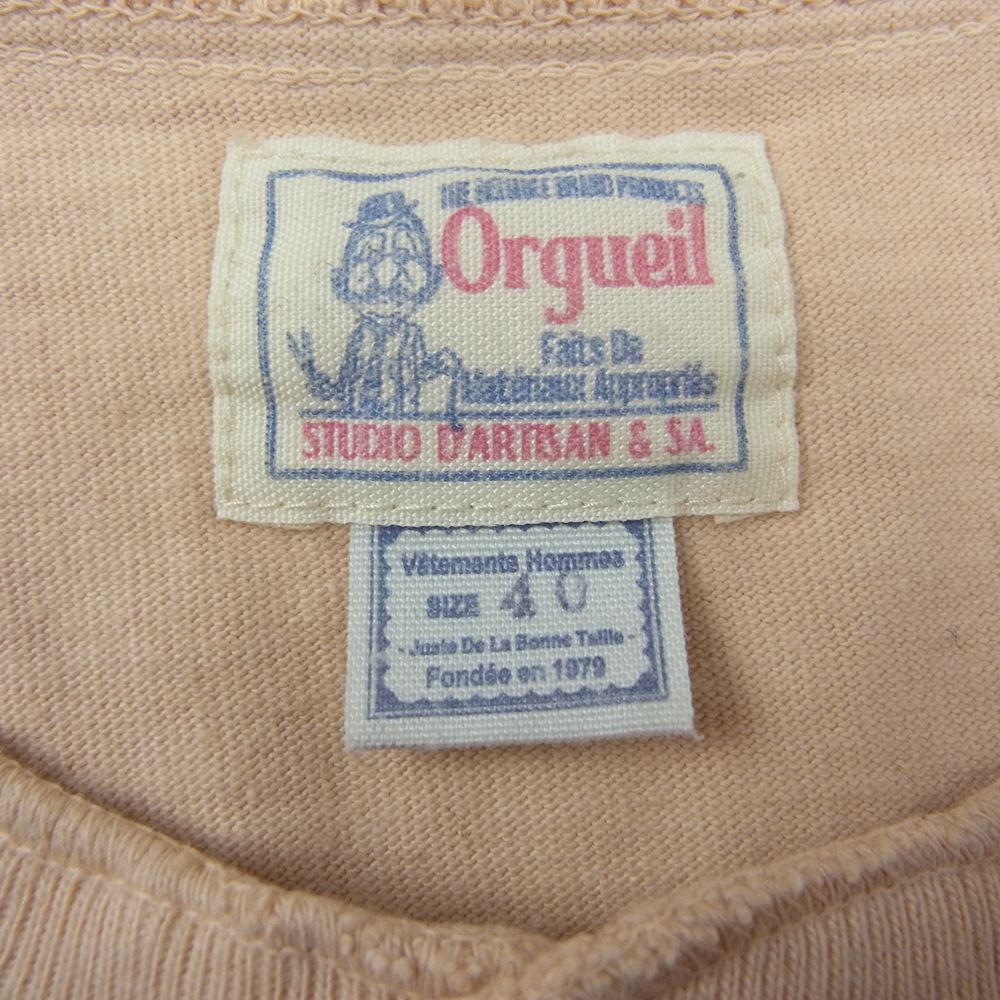 THE RELIABLE BRAND PRODUCTS
Orgueil
Faits De
Matériaux Appropriés
STUDIO D'ARTISAN & SA.
Vêtements Hommes
SIZE 40
- Juste De La Bonne Taille -
Fondée en 1979